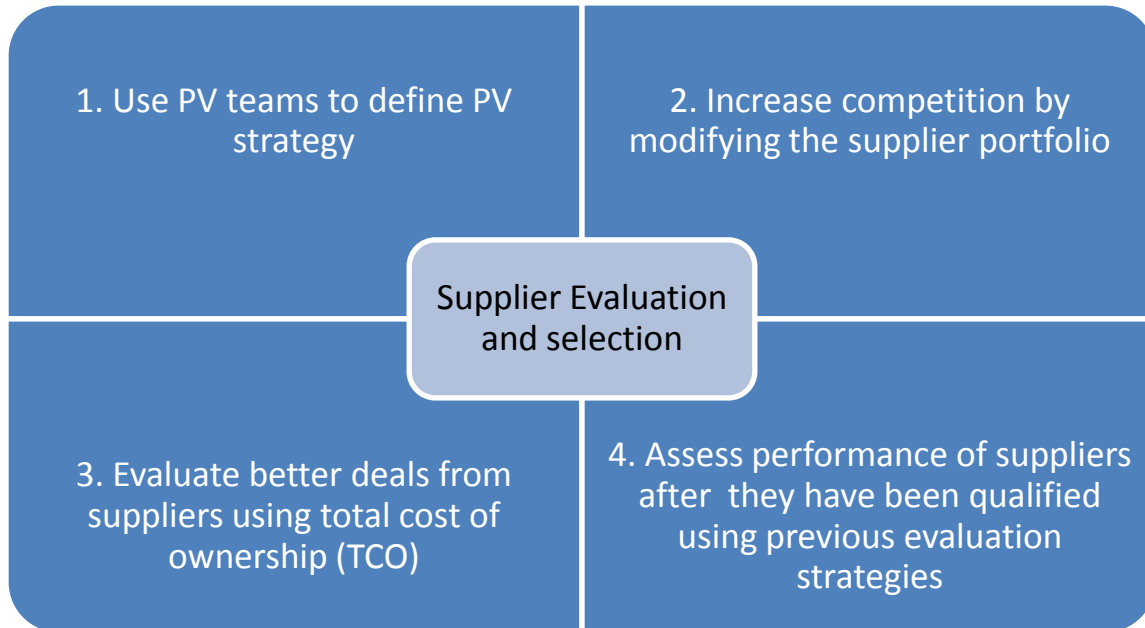 1. Use PV teams to define PV
strategy
2. Increase competition by
modifying the supplier portfolio
Supplier Evaluation
and selection
3. Evaluate better deals from
suppliers using total cost of
ownership (TCO)
4. Assess performance of suppliers
after  they have been qualified
using previous evaluation
strategies